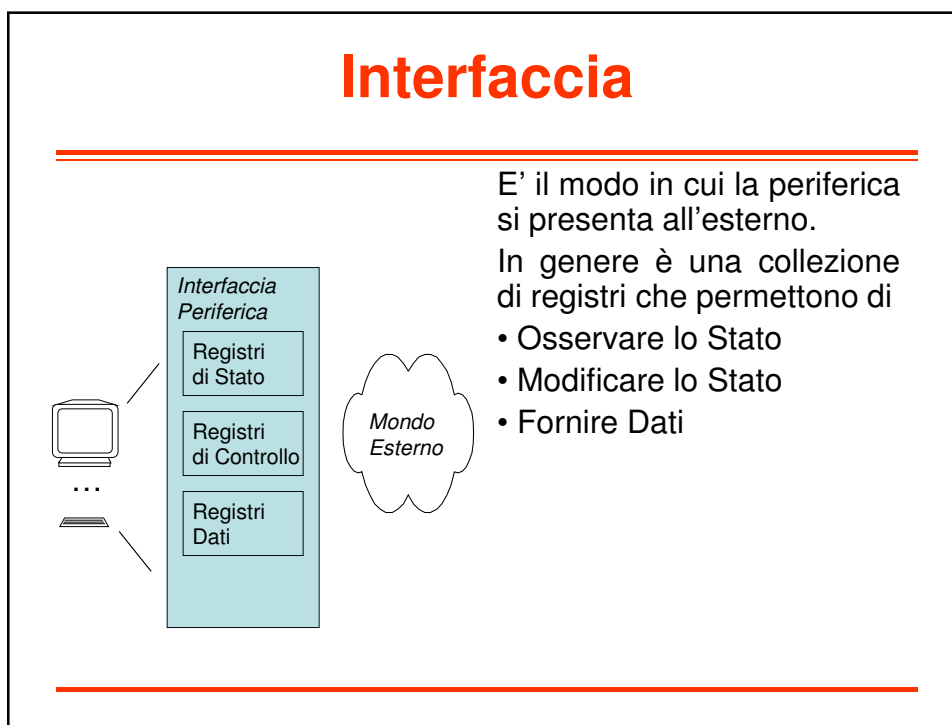 Interfaccia
E' il modo in cui la periferica
si presenta all'esterno.
In genere è una collezione
di registri che permettono di
• Osservare lo Stato
• Modificare lo Stato
• Fornire Dati
Interfaccia
Periferica
Registri
di Stato
Registri
di Controllo
Registri
Dati
...
Mondo
Esterno